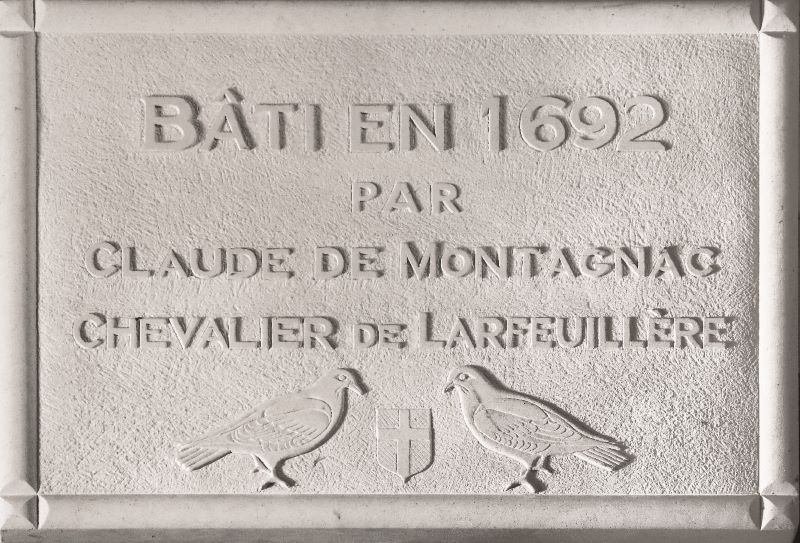 BÂTI EN 1692
PAR
CLAUDE DE MONTAGNAC
CHEVALIER DE LARFEUILLÈRE